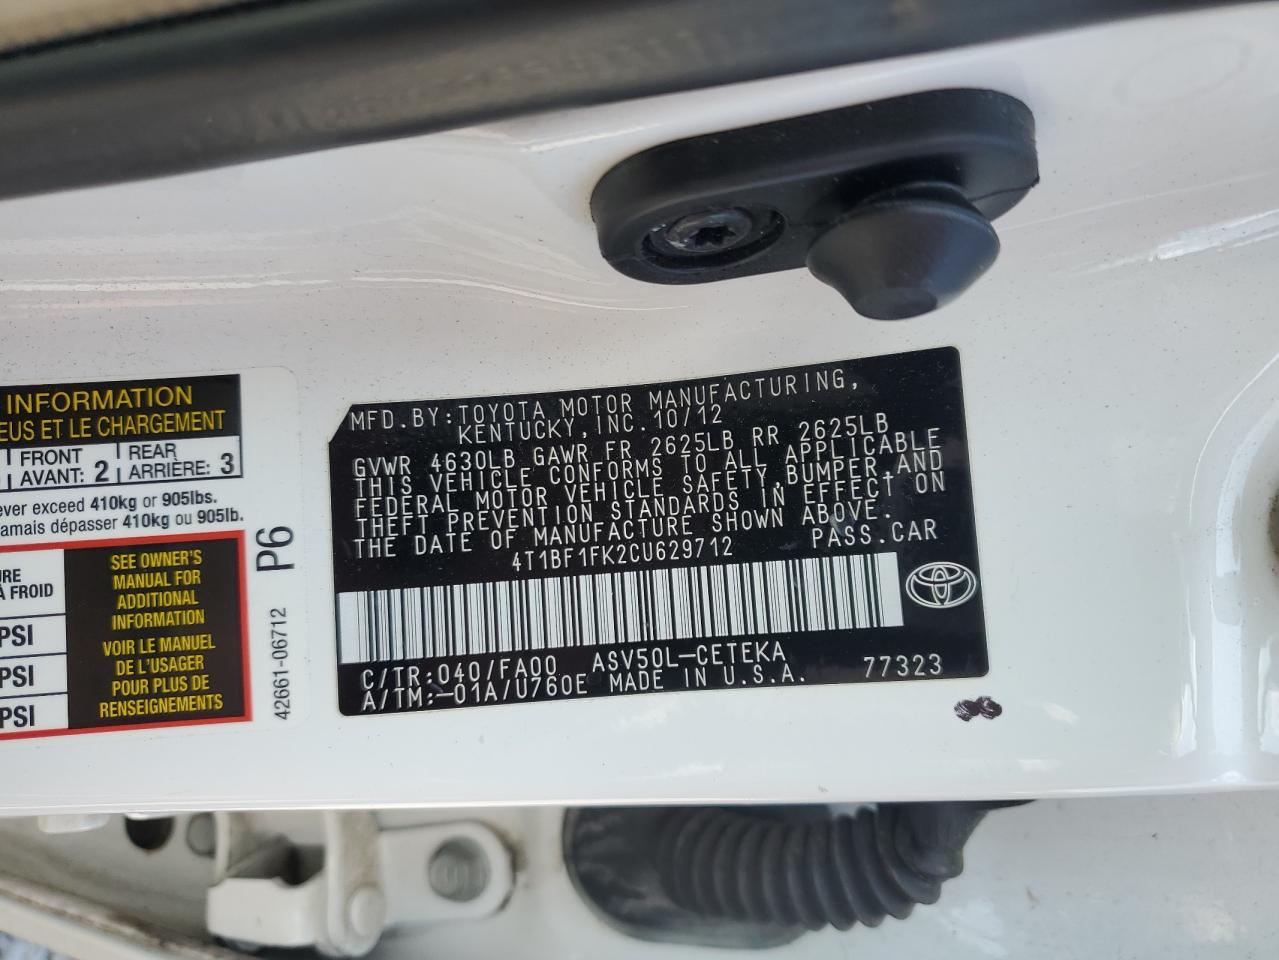 INFORMATION
EUS ET LE CHARGEMENT
FRONT
AVANT: 2
REAR
ARRIÈRE: 3
ever exceed 410kg or 905lbs.
amais dépasser 410kg ou 905lb.
URE
À FROID
PSI
PSI
PSI
SEE OWNER'S
MANUAL FOR
ADDITIONAL
INFORMATION
VOIR LE MANUEL
DE L'USAGER
POUR PLUS DE
RENSEIGNEMENTS
P6
42661-06712
MFD.BY:TOYOTA MOTOR MANUFACTURING,
KENTUCKY,INC.10/12
GVWR 4630LB GAWR FR 2625LB RR 2625LB
THIS VEHICLE CONFORMS TO ALL APPLICABLE
FEDERAL MOTOR VEHICLE SAFETY,BUMPER,AND
THEFT PREVENTION STANDARDS IN EFFECT ON
THE DATE OF MANUFACTURE SHOWN ABOVE.
4T1BF1FK2CU629712 PASS.CAR
C/TR:040/FA00 ASV50L-CETEKA
A/TM:-01A/U760E MADE IN U.S.A. 77323